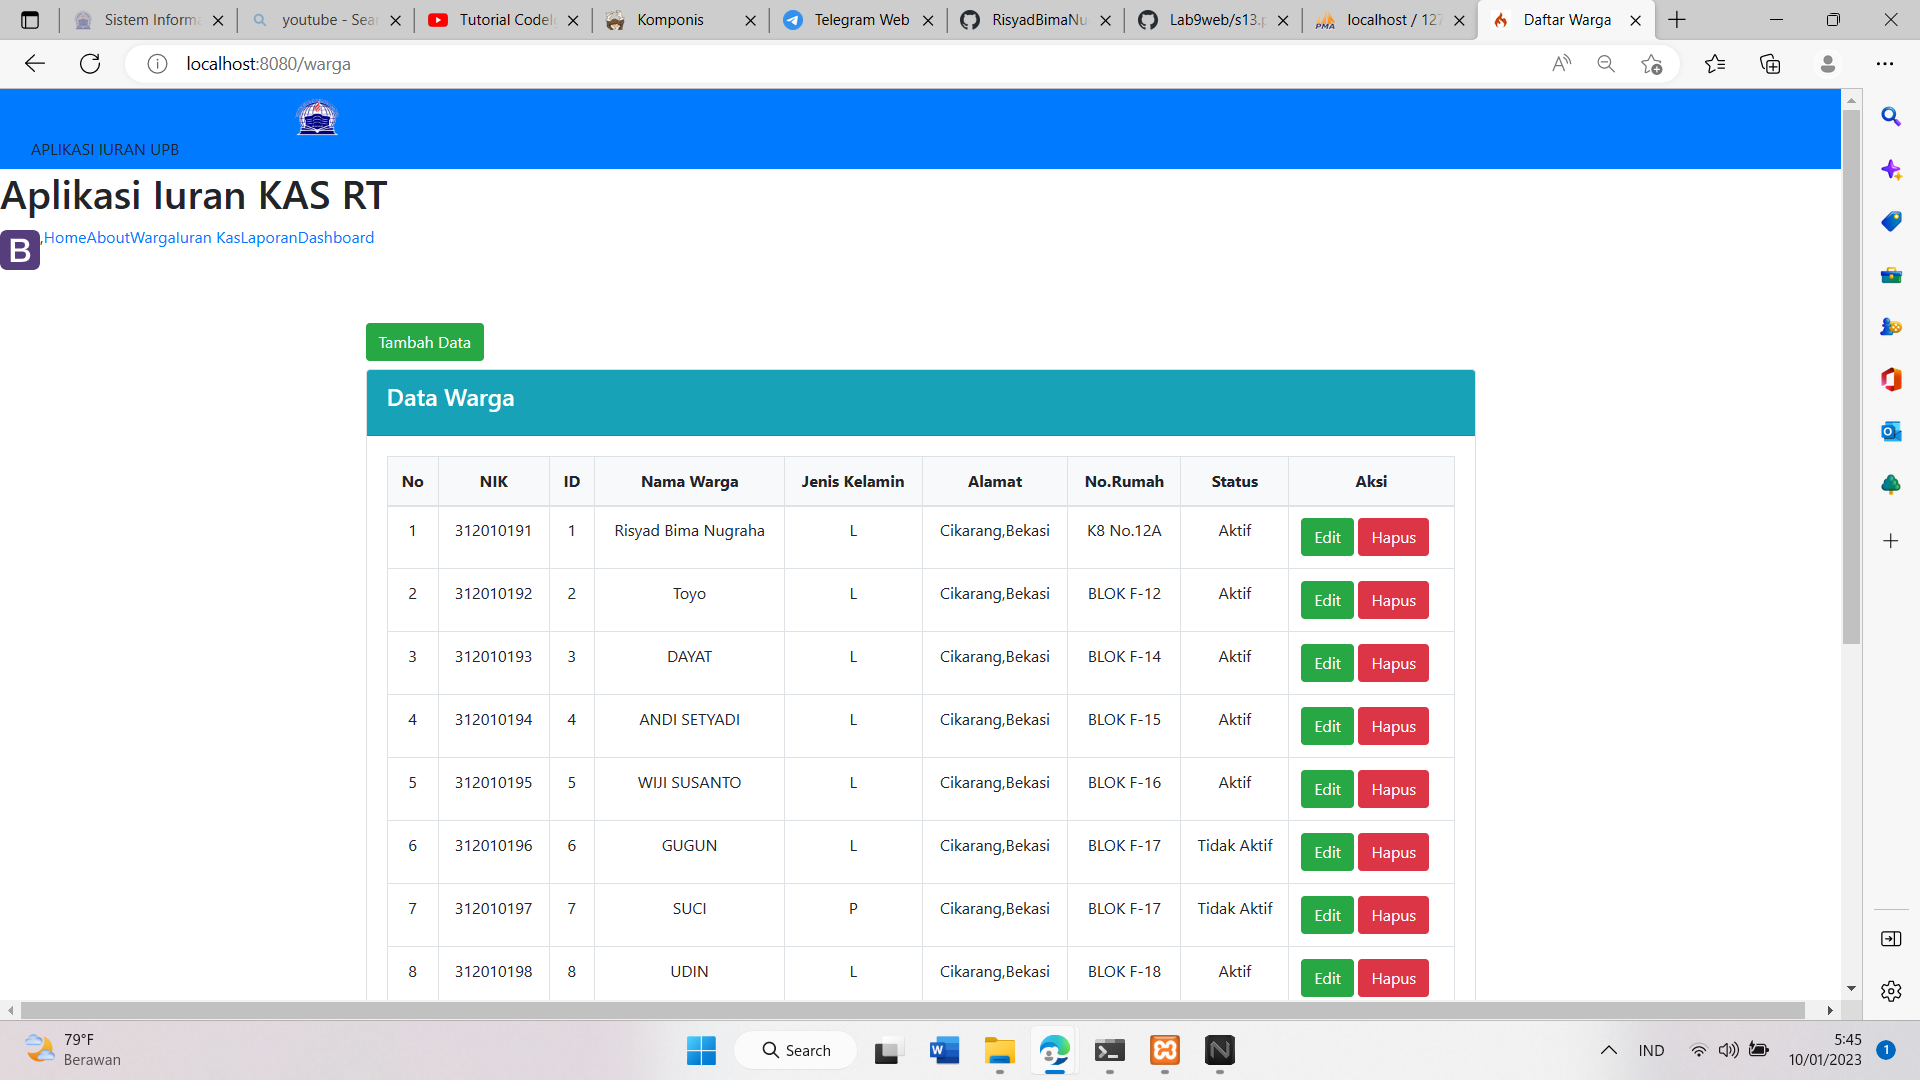 Sistem Informa
youtube - Sear
Tutorial CodeI
Komponis
Telegram Web
RisyadBimaNu
Lab9web/s13.p
PMA localhost / 127
Daftar Warga
localhost:8080/warga
APLIKASI IURAN UPB
Aplikasi Iuran KAS RT
B ,HomeAboutWargaIuran KasLaporanDashboard
Tambah Data
Data Warga
No NIK ID Nama Warga Jenis Kelamin Alamat No.Rumah Status Aksi
1 312010191 1 Risyad Bima Nugraha L Cikarang,Bekasi K8 No.12A Aktif Edit Hapus
2 312010192 2 Toyo L Cikarang,Bekasi BLOK F-12 Aktif Edit Hapus
3 312010193 3 DAYAT L Cikarang,Bekasi BLOK F-14 Aktif Edit Hapus
4 312010194 4 ANDI SETYADI L Cikarang,Bekasi BLOK F-15 Aktif Edit Hapus
5 312010195 5 WIJI SUSANTO L Cikarang,Bekasi BLOK F-16 Aktif Edit Hapus
6 312010196 6 GUGUN L Cikarang,Bekasi BLOK F-17 Tidak Aktif Edit Hapus
7 312010197 7 SUCI P Cikarang,Bekasi BLOK F-17 Tidak Aktif Edit Hapus
8 312010198 8 UDIN L Cikarang,Bekasi BLOK F-18 Aktif Edit Hapus
79°F
Berawan
Search
IND
5:45
10/01/2023
1